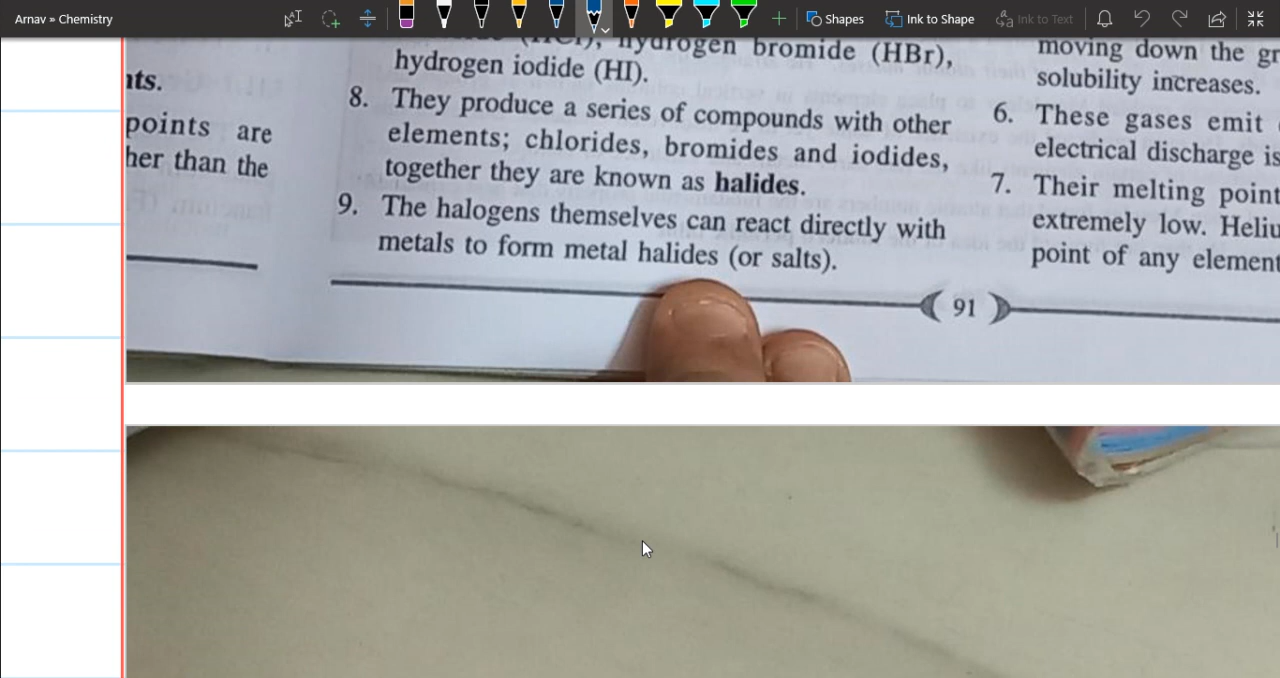 Arnav » Chemistry
Shapes
Ink to Shape
Ink to Text
nts.
points are
her than the
hydrogen bromide (HBr),
hydrogen iodide (HI).
8. They produce a series of compounds with other
elements; chlorides, bromides and iodides,
together they are known as halides.
9. The halogens themselves can react directly with
metals to form metal halides (or salts).
moving down the gr
solubility increases.
6. These gases emit
electrical discharge is
7. Their melting point
extremely low. Heliu
point of any element
91